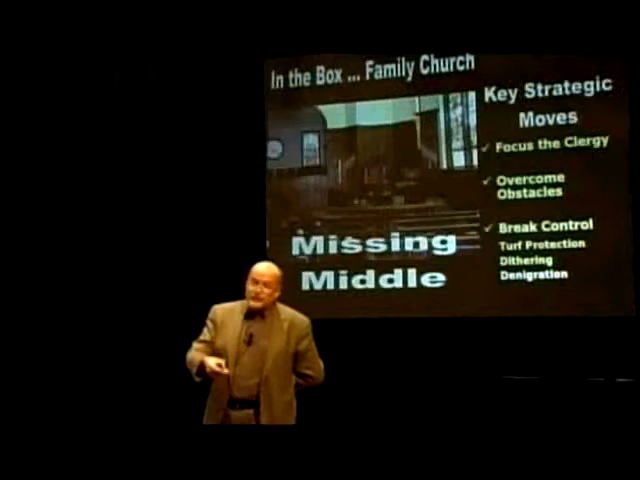 In the Box ... Family Church
Key Strategic
Moves
✓ Focus the Clergy
✓ Overcome
Obstacles
✓ Break Control
Turf Protection
Dithering
Denigration
Missing
Middle